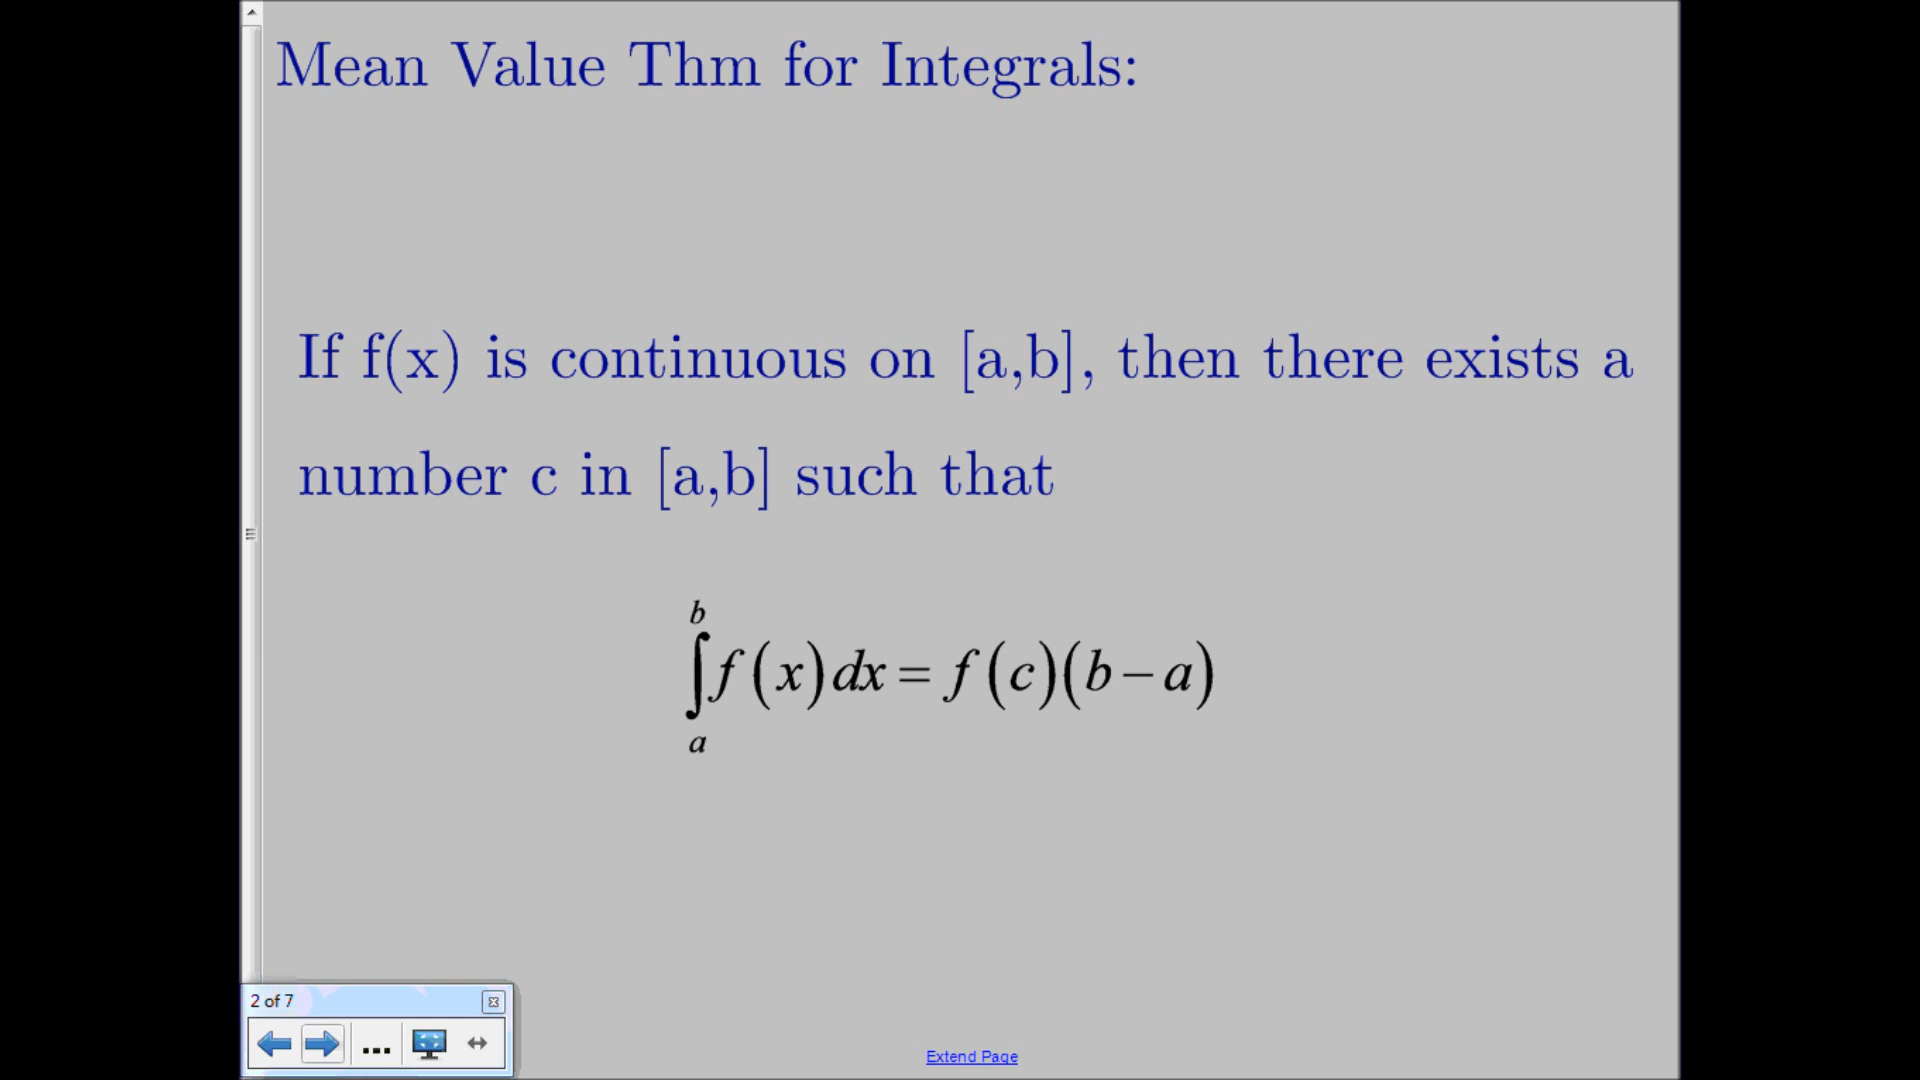 Mean Value Thm for Integrals:
If f(x) is continuous on [a,b], then there exists a
number c in [a,b] such that
b
∫f(x)dx = f(c)(b−a)
a
2 of 7
...
Extend Page